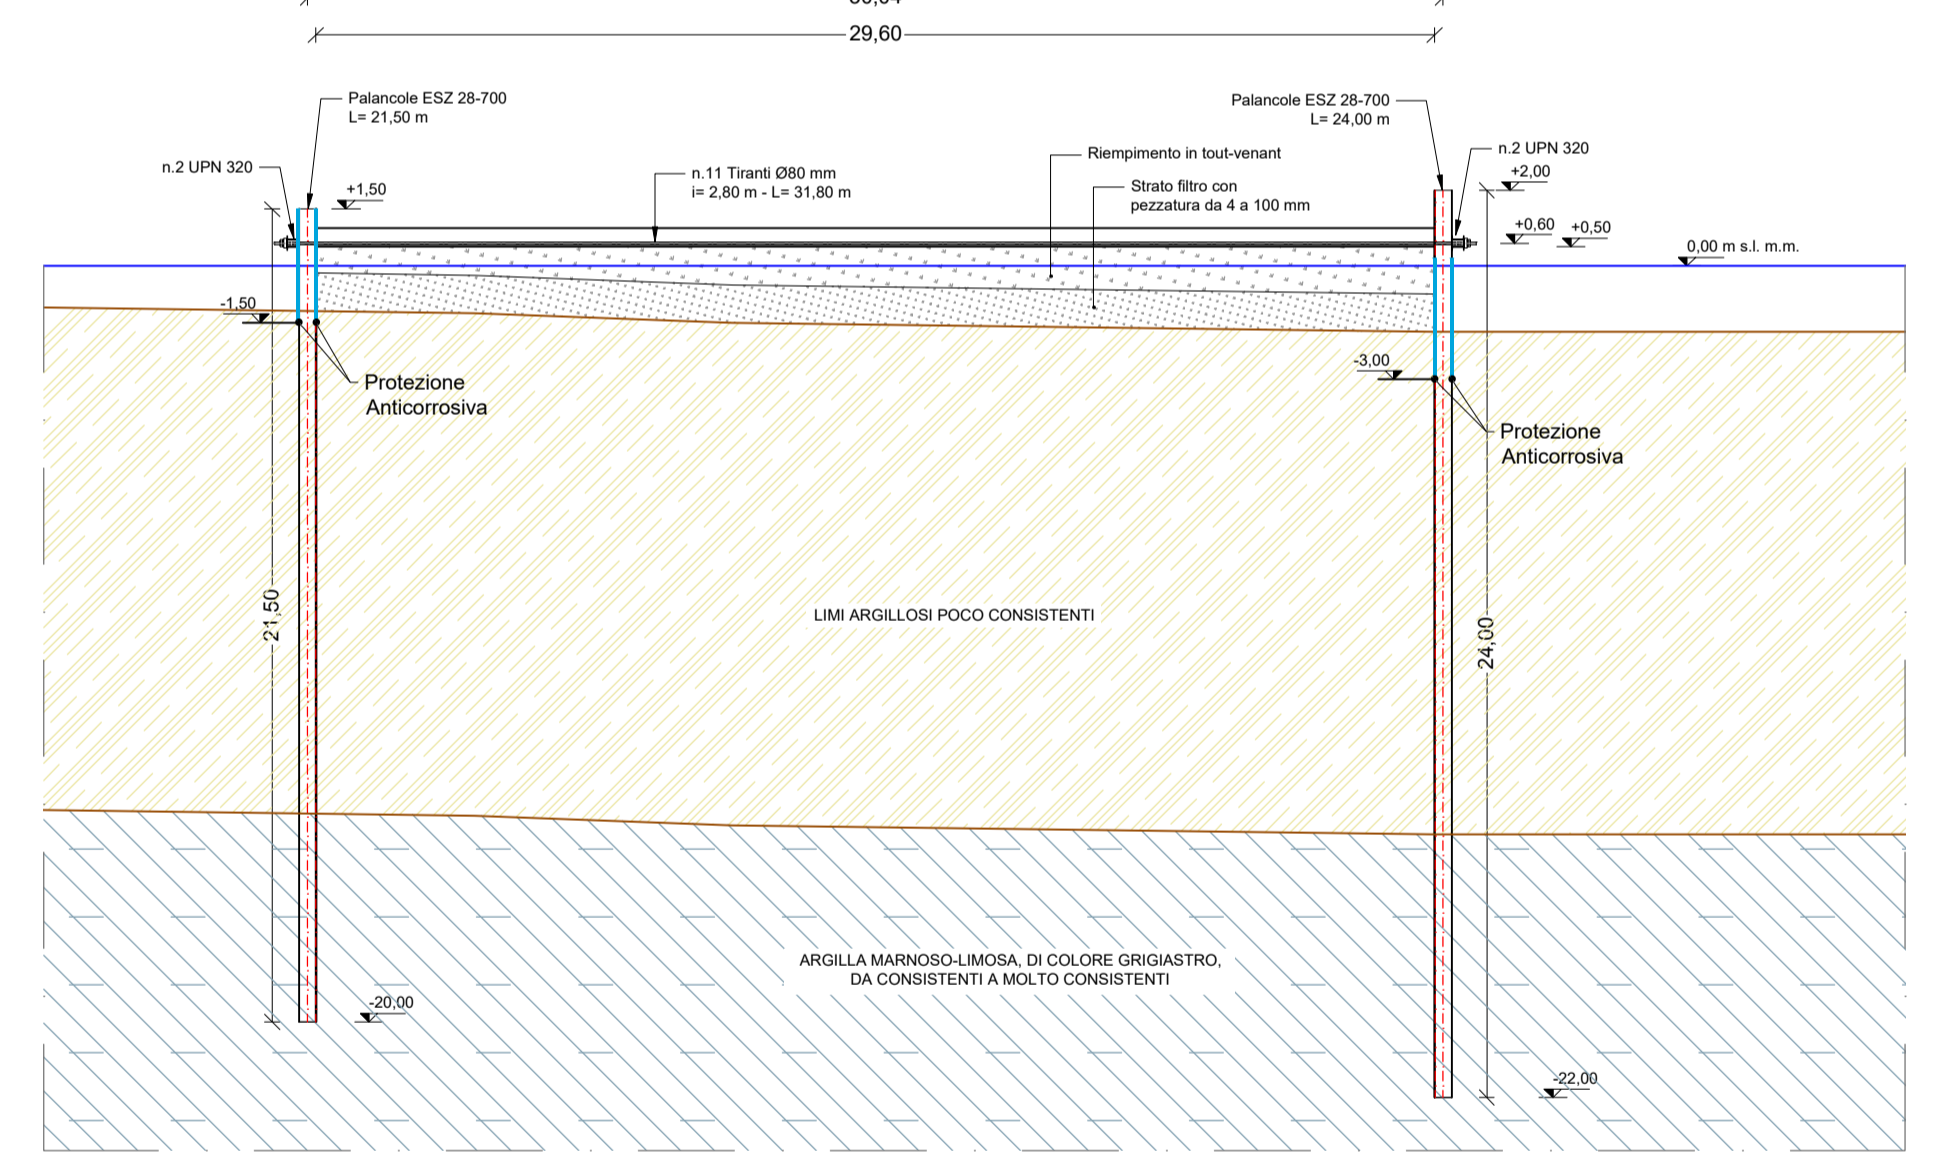 29,60
Palancole ESZ 28-700
L= 21,50 m
Palancole ESZ 28-700
L= 24,00 m
n.2 UPN 320
n.2 UPN 320
n.11 Tiranti Ø80 mm
i= 2,80 m - L= 31,80 m
Riempimento in tout-venant
Strato filtro con
pezzatura da 4 a 100 mm
+1,50
+2,00
+0,60
+0,50
0,00 m s.l. m.m.
-1,50
-3,00
Protezione
Anticorrosiva
Protezione
Anticorrosiva
21,50
24,00
LIMI ARGILLOSI POCO CONSISTENTI
ARGILLA MARNOSO-LIMOSA, DI COLORE GRIGIASTRO,
DA CONSISTENTI A MOLTO CONSISTENTI
-20,00
-22,00